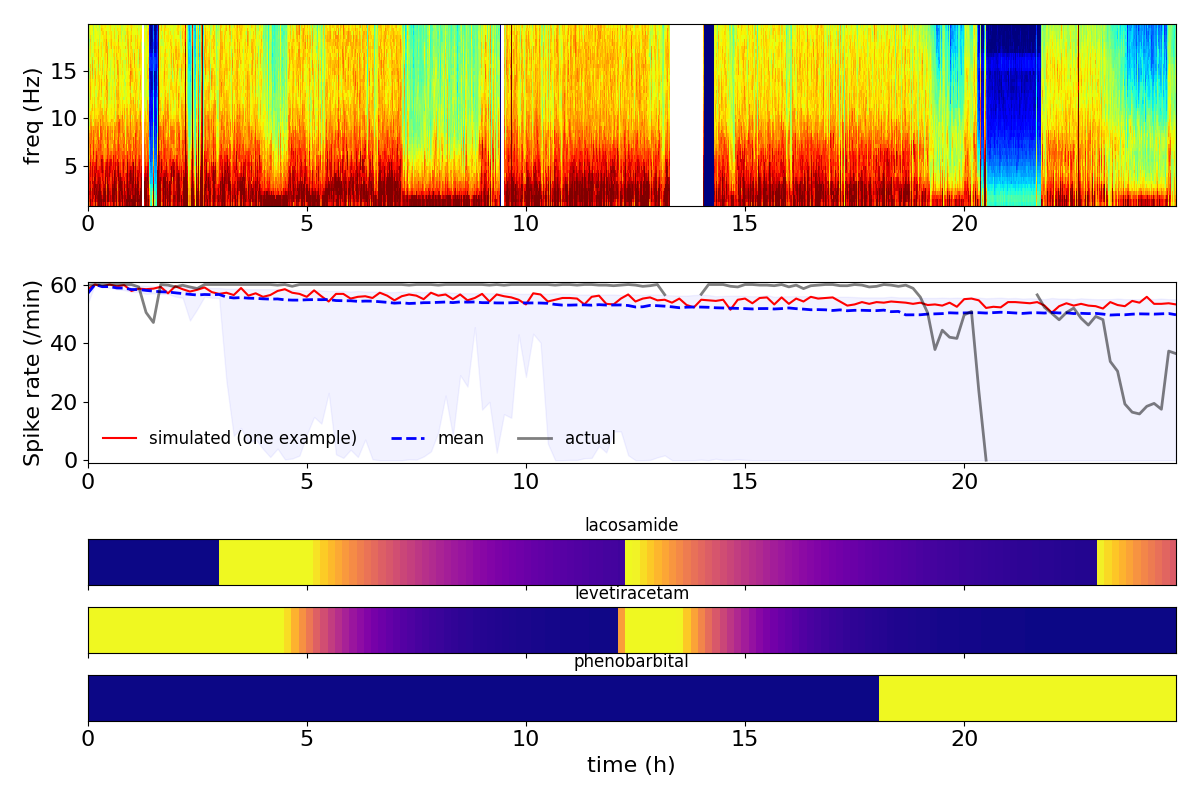 freq (Hz)
15
10
5
0 5 10 15 20
Spike rate (/min)
60
40
20
0
simulated (one example) mean actual
0 5 10 15 20
lacosamide
levetiracetam
phenobarbital
0 5 10 15 20
time (h)